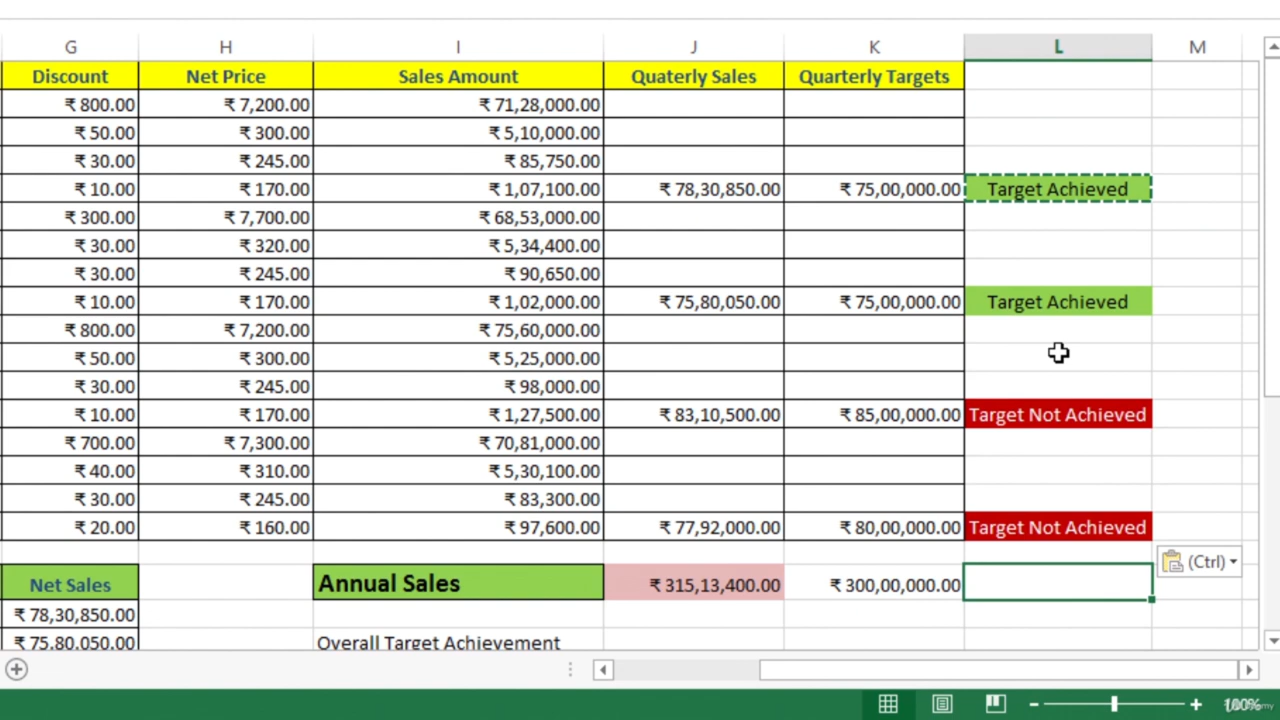 G H I J K L M
Discount Net Price Sales Amount Quaterly Sales Quarterly Targets
₹ 800.00 ₹ 7,200.00 ₹ 71,28,000.00
₹ 50.00 ₹ 300.00 ₹ 5,10,000.00
₹ 30.00 ₹ 245.00 ₹ 85,750.00
₹ 10.00 ₹ 170.00 ₹ 1,07,100.00 ₹ 78,30,850.00 ₹ 75,00,000.00 Target Achieved
₹ 300.00 ₹ 7,700.00 ₹ 68,53,000.00
₹ 30.00 ₹ 320.00 ₹ 5,34,400.00
₹ 30.00 ₹ 245.00 ₹ 90,650.00
₹ 10.00 ₹ 170.00 ₹ 1,02,000.00 ₹ 75,80,050.00 ₹ 75,00,000.00 Target Achieved
₹ 800.00 ₹ 7,200.00 ₹ 75,60,000.00
₹ 50.00 ₹ 300.00 ₹ 5,25,000.00
₹ 30.00 ₹ 245.00 ₹ 98,000.00
₹ 10.00 ₹ 170.00 ₹ 1,27,500.00 ₹ 83,10,500.00 ₹ 85,00,000.00 Target Not Achieved
₹ 700.00 ₹ 7,300.00 ₹ 70,81,000.00
₹ 40.00 ₹ 310.00 ₹ 5,30,100.00
₹ 30.00 ₹ 245.00 ₹ 83,300.00
₹ 20.00 ₹ 160.00 ₹ 97,600.00 ₹ 77,92,000.00 ₹ 80,00,000.00 Target Not Achieved
(Ctrl)
Net Sales Annual Sales ₹ 315,13,400.00 ₹ 300,00,000.00
₹ 78,30,850.00
₹ 75,80,050.00 Overall Target Achievement
100%